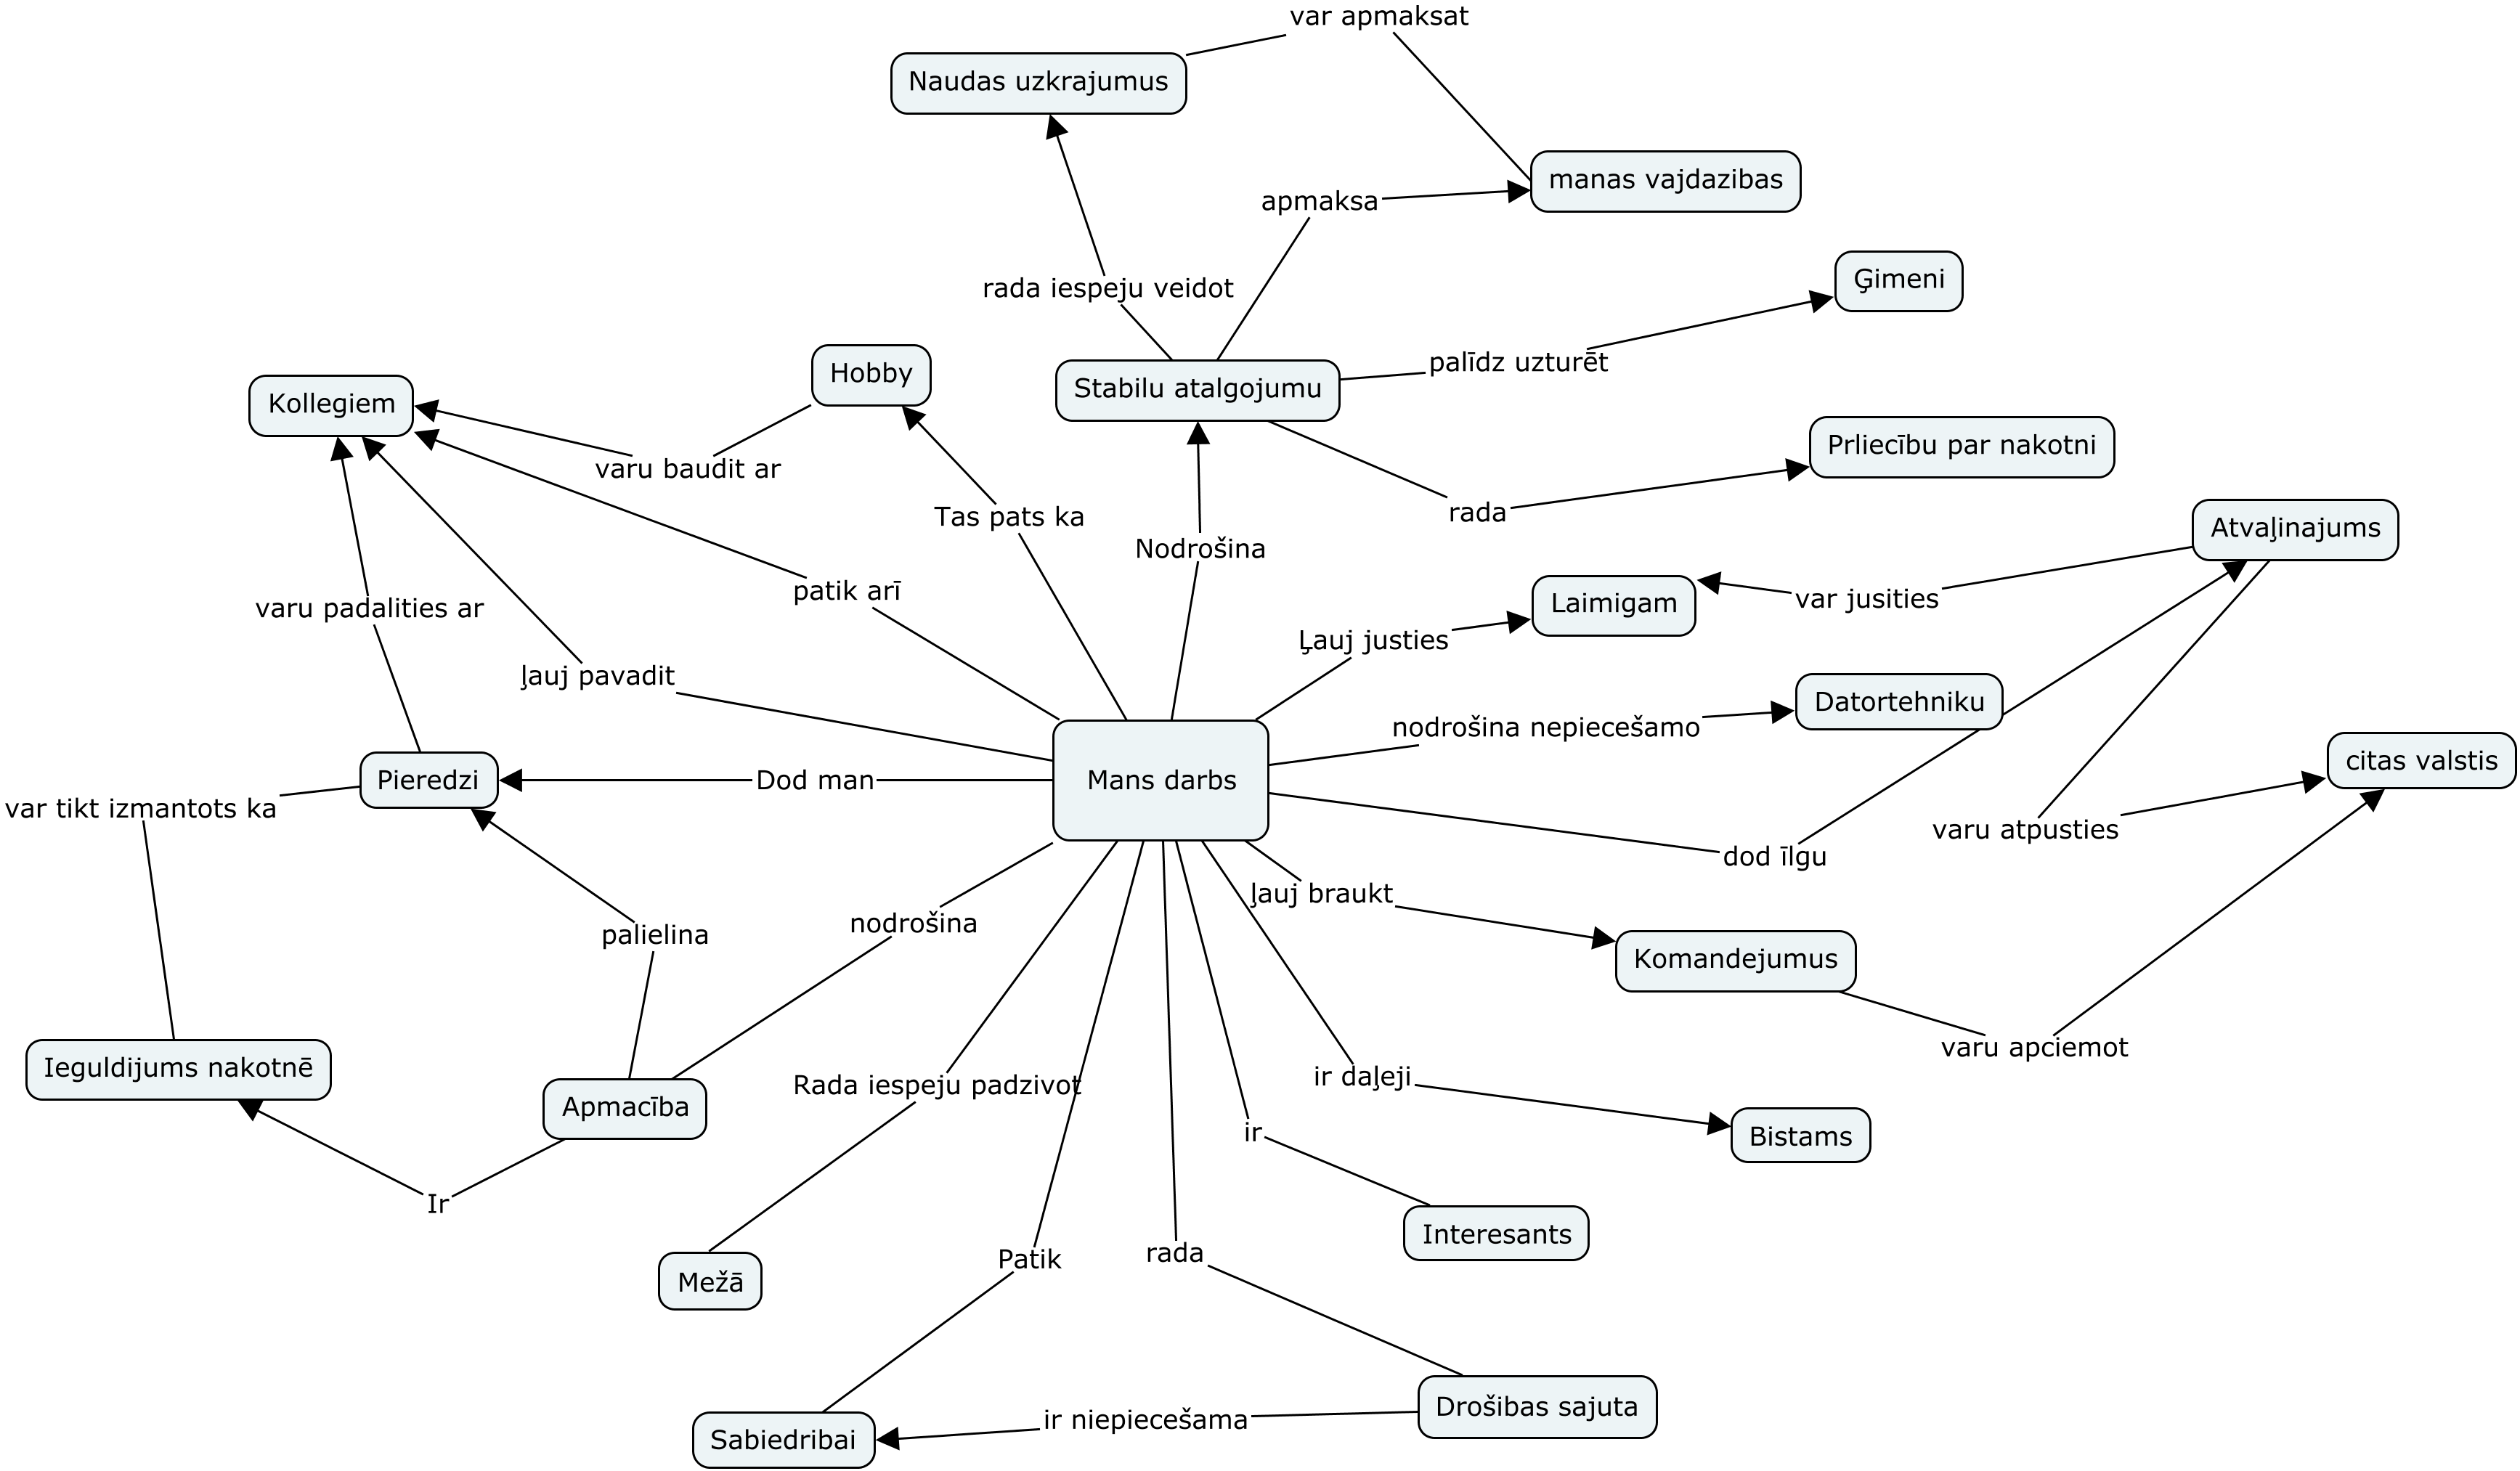 var apmaksat
Naudas uzkrajumus
manas vajdazibas
apmaksa
Ģimeni
rada iespeju veidot
palīdz uzturēt
Hobby
Stabilu atalgojumu
Kollegiem
Prliecību par nakotni
varu baudit ar
Tas pats ka
rada
Atvaļinajums
Nodrošina
patik arī
Laimigam
var jusities
varu padalities ar
Ļauj justies
ļauj pavadit
Datortehniku
nodrošina nepiecešamo
citas valstis
Pieredzi
Dod man
Mans darbs
var tikt izmantots ka
varu atpusties
dod īlgu
ļauj braukt
nodrošina
palielina
Komandejumus
varu apciemot
Ieguldijums nakotnē
ir daļeji
Rada iespeju padzivot
Apmacība
ir
Bistams
Ir
Interesants
rada
Patik
Mežā
Drošibas sajuta
ir niepiecešama
Sabiedribai